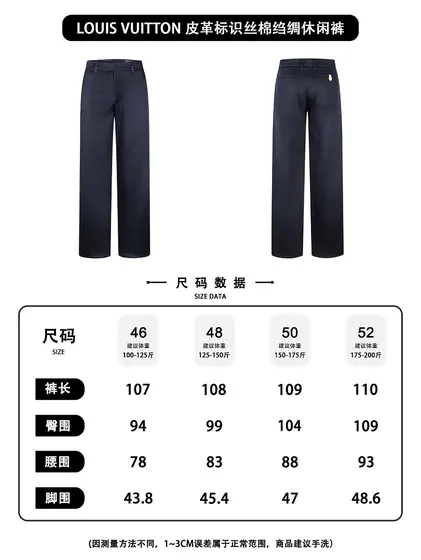 LOUIS VUITTON 皮革标识丝棉绉绸休闲裤
尺码数据
SIZE DATA
尺码 46 48 50 52
SIZE 建议体重 建议体重 建议体重 建议体重
100-125斤 125-150斤 150-175斤 175-200斤
裤长 107 108 109 110
臀围 94 99 104 109
腰围 78 83 88 93
脚围 43.8 45.4 47 48.6
(因测量方法不同，1~3CM误差属于正常范围，商品建议手洗)